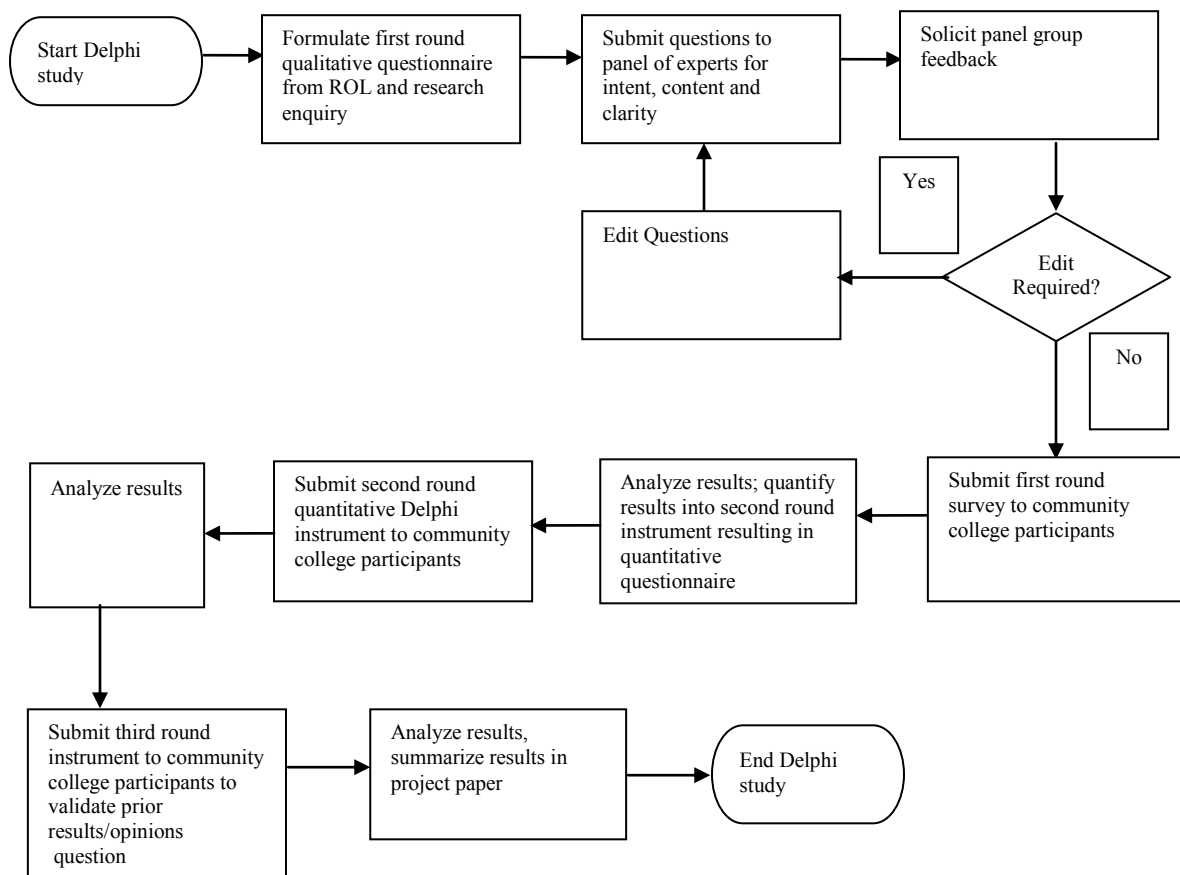 Start Delphi
study
Formulate first round
qualitative questionnaire
from ROL and research
enquiry
Submit questions to
panel of experts for
intent, content and
clarity
Solicit panel group
feedback
Yes
Edit Questions
Edit
Required?
No
Submit first round
survey to community
college participants
Analyze results; quantify
results into second round
instrument resulting in
quantitative
questionnaire
Submit second round
quantitative Delphi
instrument to community
college participants
Analyze results
Submit third round
instrument to community
college participants to
validate prior
results/opinions
question
Analyze results,
summarize results in
project paper
End Delphi
study